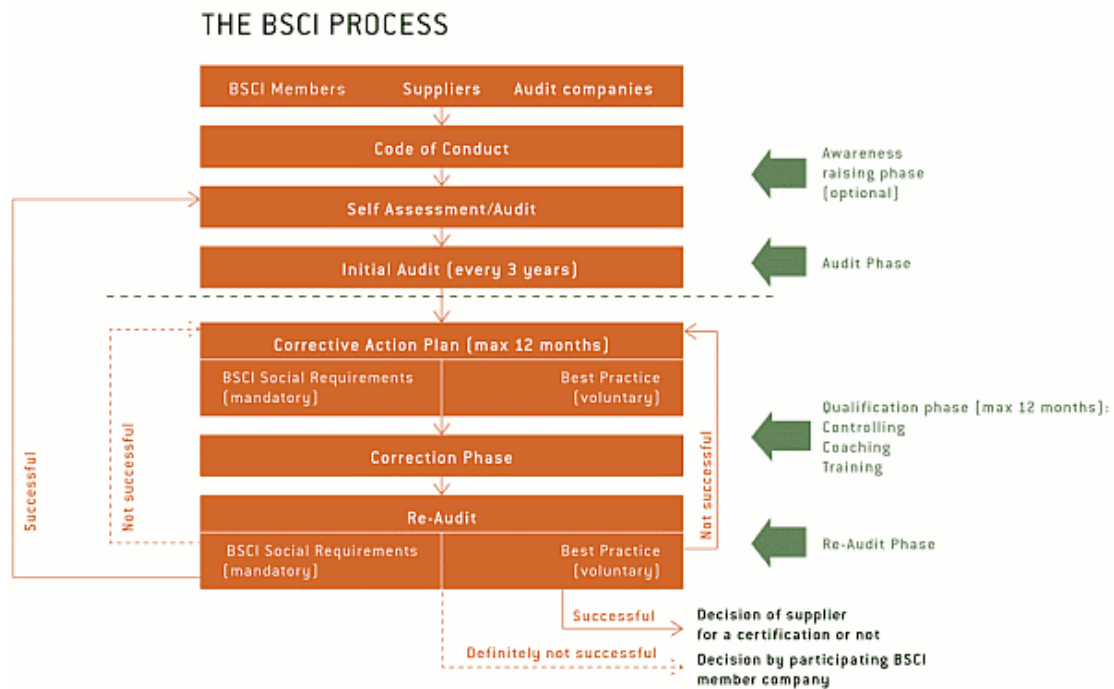 THE BSCI PROCESS
BSCI Members Suppliers Audit companies
Code of Conduct
Awareness
raising phase
(optional)
Self Assessment/Audit
Initial Audit (every 3 years)
Audit Phase
Corrective Action Plan (max 12 months)
BSCI Social Requirements
(mandatory)
Best Practice
(voluntary)
Qualification phase (max 12 months):
Controlling
Coaching
Training
Correction Phase
Successful
Not successful
Not successful
Re-Audit
BSCI Social Requirements
(mandatory)
Best Practice
(voluntary)
Re-Audit Phase
Successful
Decision of supplier
for a certification or not
Definitely not successful
Decision by participating BSCI
member company